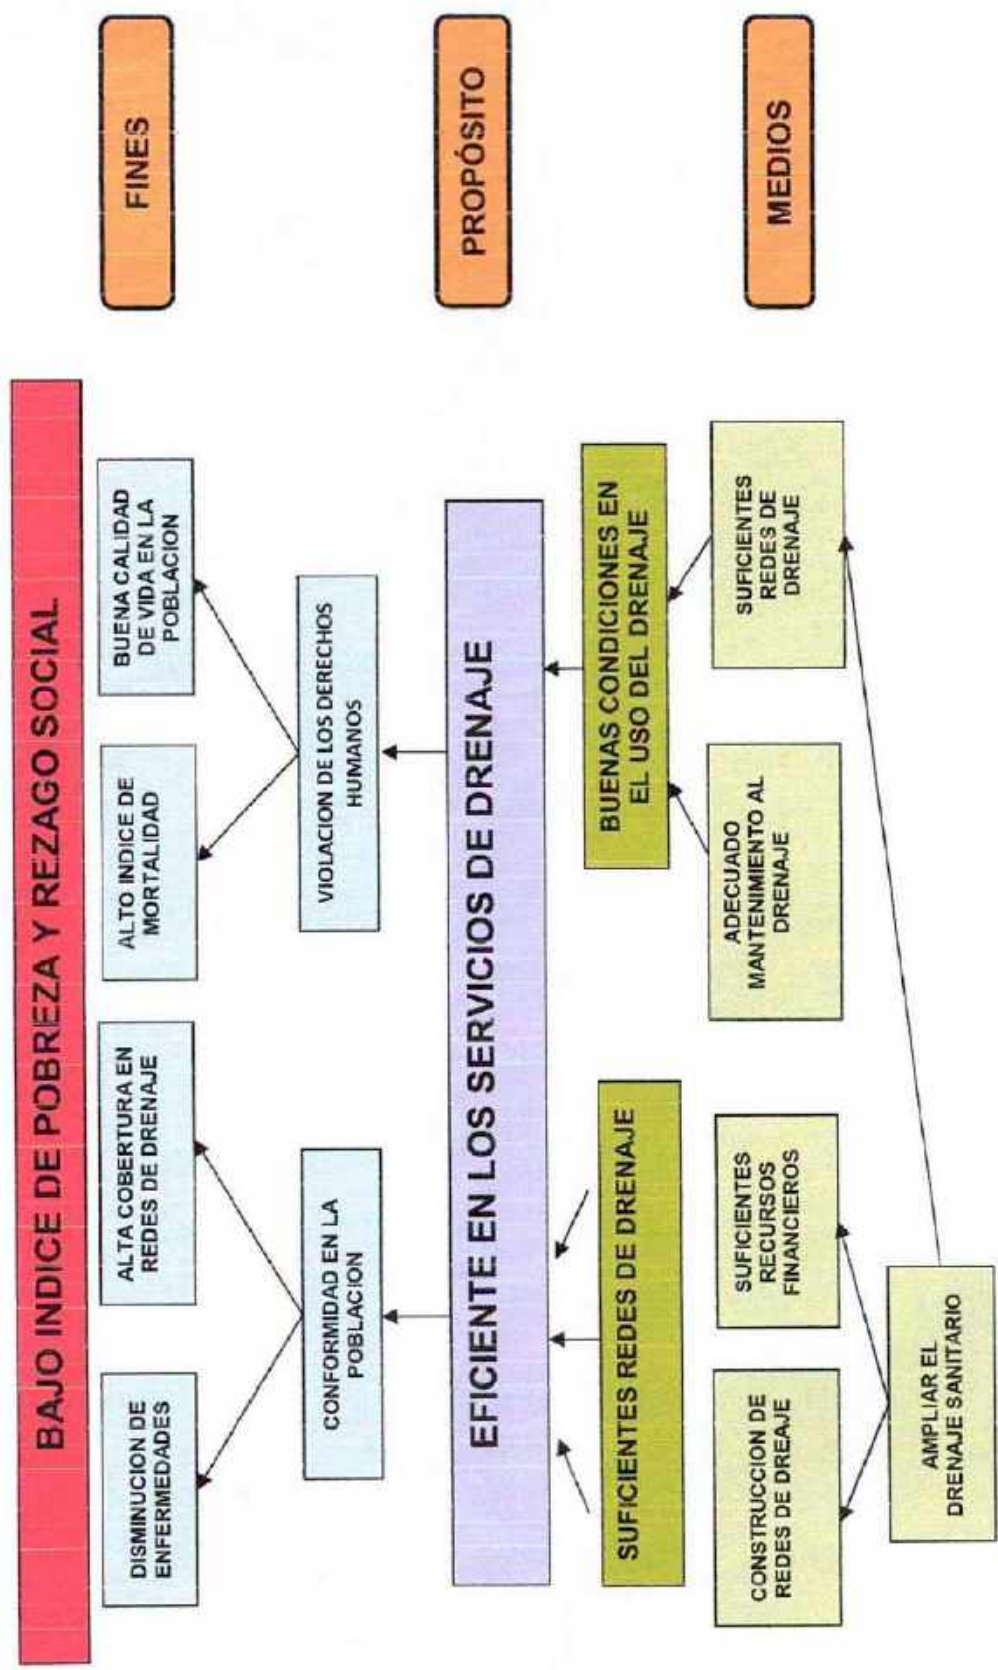 BAJO INDICE DE POBREZA Y REZAGO SOCIAL
FINES
DISMINUCION DE
ENFERMEDADES
ALTA COBERTURA EN
REDES DE DRENAJE
ALTO INDICE DE
MORTALIDAD
BUENA CALIDAD
DE VIDA EN LA
POBLACION
CONFORMIDAD EN LA
POBLACION
VIOLACION DE LOS DERECHOS
HUMANOS
EFICIENTE EN LOS SERVICIOS DE DRENAJE
PROPÓSITO
SUFICIENTES REDES DE DRENAJE
BUENAS CONDICIONES EN
EL USO DEL DRENAJE
MEDIOS
CONSTRUCCION DE
REDES DE DREAJE
SUFICIENTES
RECURSOS
FINANCIEROS
ADECUADO
MANTENIMIENTO AL
DRENAJE
SUFICIENTES
REDES DE
DRENAJE
AMPLIAR EL
DRENAJE SANITARIO